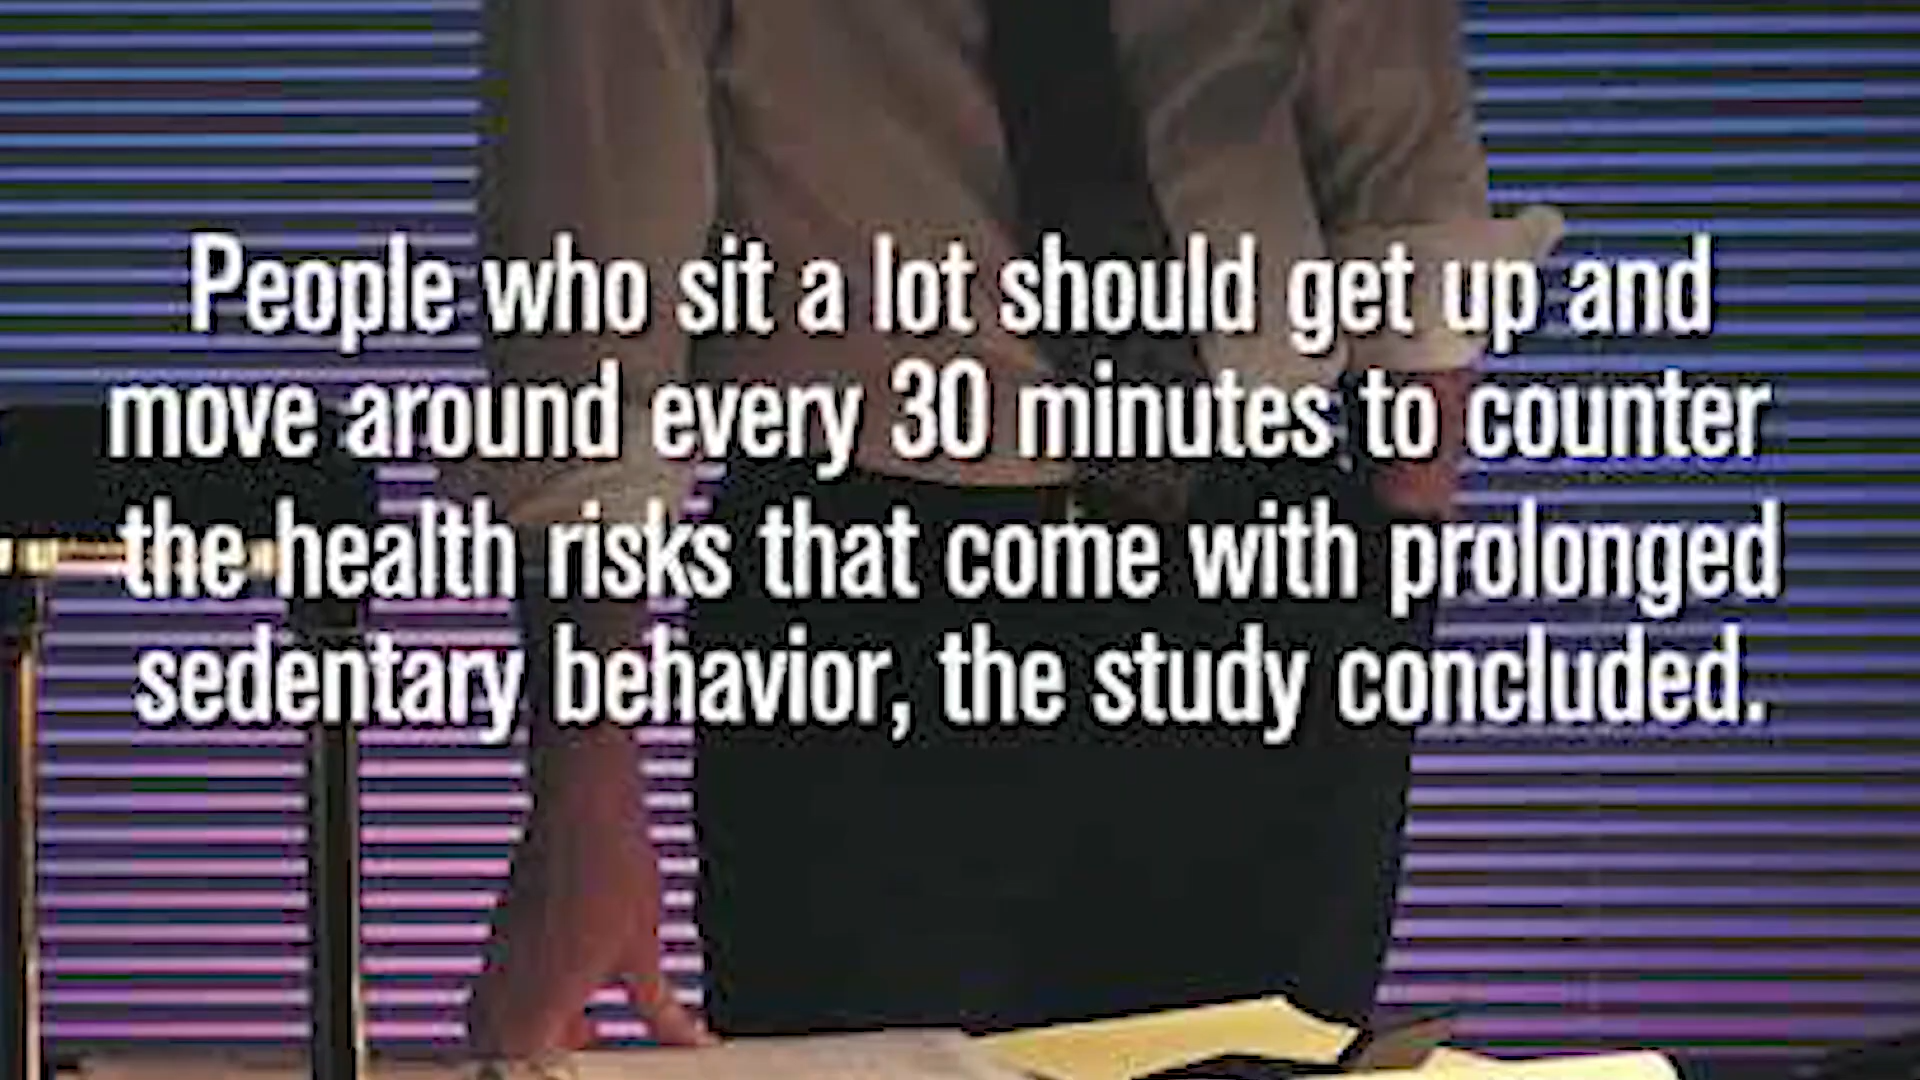 People who sit a lot should get up and
move around every 30 minutes to counter
the health risks that come with prolonged
sedentary behavior, the study concluded.